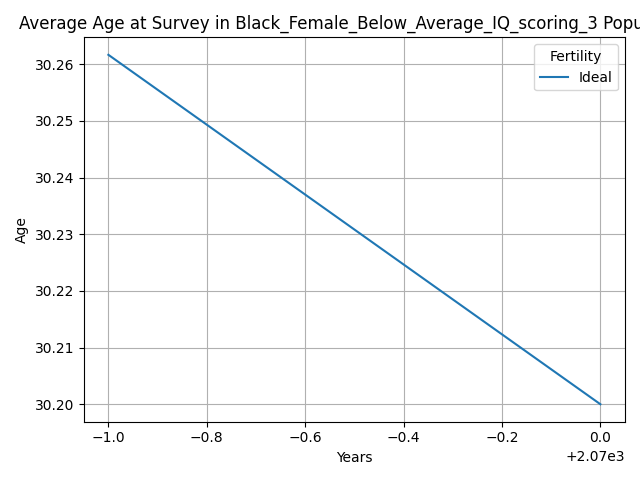 Average Age at Survey in Black_Female_Below_Average_IQ_scoring_3 Popu
30.26
30.25
30.24
30.23
30.22
30.21
30.20
Age
Fertility
Ideal
−1.0 −0.8 −0.6 −0.4 −0.2 0.0
Years
+2.07e3